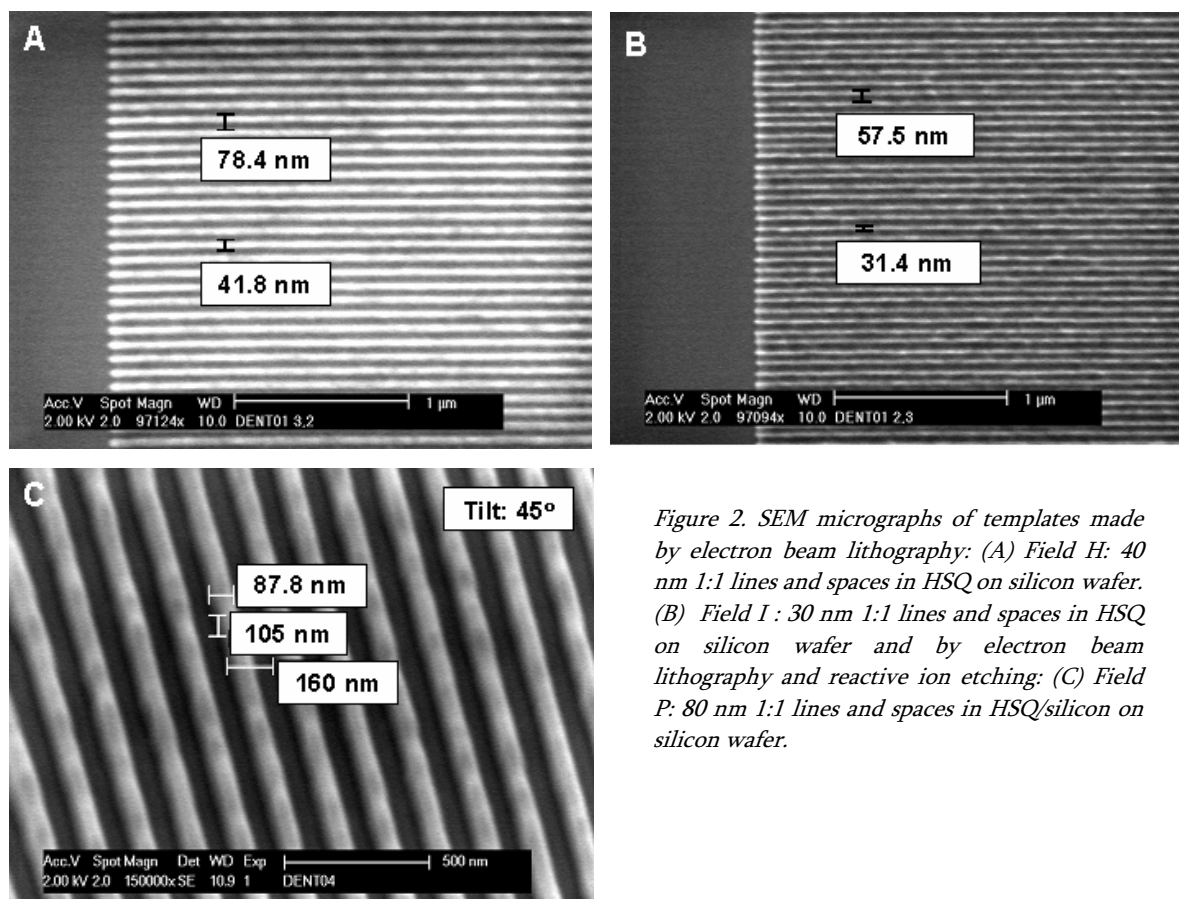 A
78.4 nm
41.8 nm
Acc.V Spot Magn WD 1 µm
2.00 kV 2.0 97124x 10.0 DENT01 3,2
B
57.5 nm
31.4 nm
Acc.V Spot Magn WD 1 µm
2.00 kV 2.0 97094x 10.0 DENT01 2,3
C
Tilt: 45°
87.8 nm
105 nm
160 nm
Acc.V Spot Magn Det WD Exp 500 nm
2.00 kV 2.0 150000x SE 10.9 1 DENT04
Figure 2. SEM micrographs of templates made
by electron beam lithography: (A) Field H: 40
nm 1:1 lines and spaces in HSQ on silicon wafer.
(B) Field I : 30 nm 1:1 lines and spaces in HSQ
on silicon wafer and by electron beam
lithography and reactive ion etching: (C) Field
P: 80 nm 1:1 lines and spaces in HSQ/silicon on
silicon wafer.